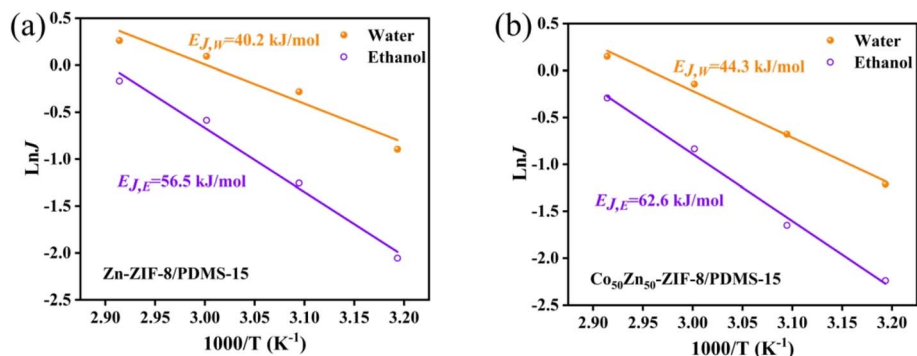 (a)
0.5
0.0
-0.5
-1.0
-1.5
-2.0
-2.5
LnJ
E_J,W=40.2 kJ/mol
Water
Ethanol
E_J,E=56.5 kJ/mol
Zn-ZIF-8/PDMS-15
2.90 2.95 3.00 3.05 3.10 3.15 3.20
1000/T (K⁻¹)
(b)
1.0
0.5
0.0
-0.5
-1.0
-1.5
-2.0
-2.5
LnJ
E_J,W=44.3 kJ/mol
Water
Ethanol
E_J,E=62.6 kJ/mol
Co₅₀Zn₅₀-ZIF-8/PDMS-15
2.90 2.95 3.00 3.05 3.10 3.15 3.20
1000/T (K⁻¹)